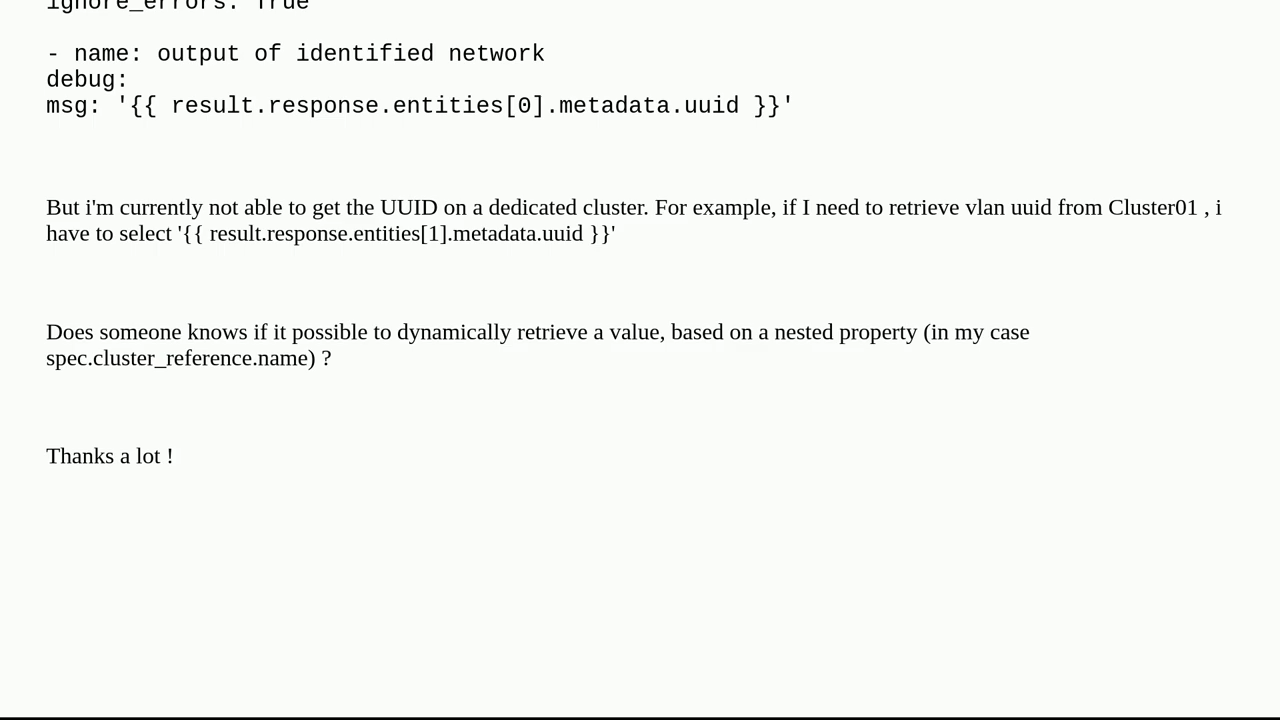 ignore_errors: True
- name: output of identified network
debug:
msg: '{{ result.response.entities[0].metadata.uuid }}'
But i'm currently not able to get the UUID on a dedicated cluster. For example, if I need to retrieve vlan uuid from Cluster01 , i
have to select '{{ result.response.entities[1].metadata.uuid }}'
Does someone knows if it possible to dynamically retrieve a value, based on a nested property (in my case
spec.cluster_reference.name) ?
Thanks a lot !